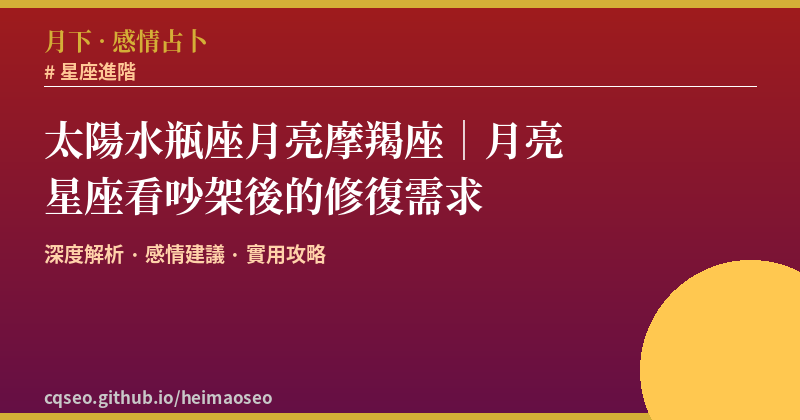 月下 · 感情占卜
# 星座進階
太陽水瓶座月亮摩羯座｜月亮
星座看吵架後的修復需求
深度解析 · 感情建議 · 實用攻略
cqseo.github.io/heimaoseo